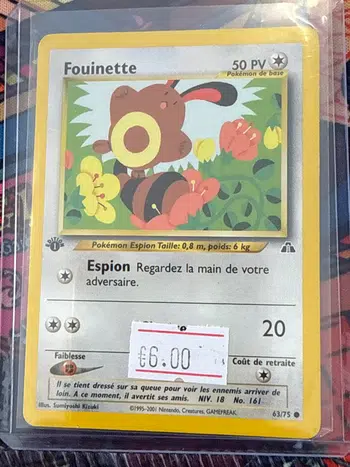 Fouinette
50 PV
Pokémon de base
Pokémon Espion Taille: 0,8 m, poids: 6 kg
Espion Regardez la main de votre
adversaire.
20
€6.00
Faiblesse
Coût de retraite
Il se tient dressé sur sa queue pour voir les ennemis arriver de
loin. A ce moment, il avertit ses amis. NIV. 18 No. 161
Illus. Sumiyoshi Kizuki
©1995-2001 Nintendo, Creatures, GAMEFREAK.
63/75